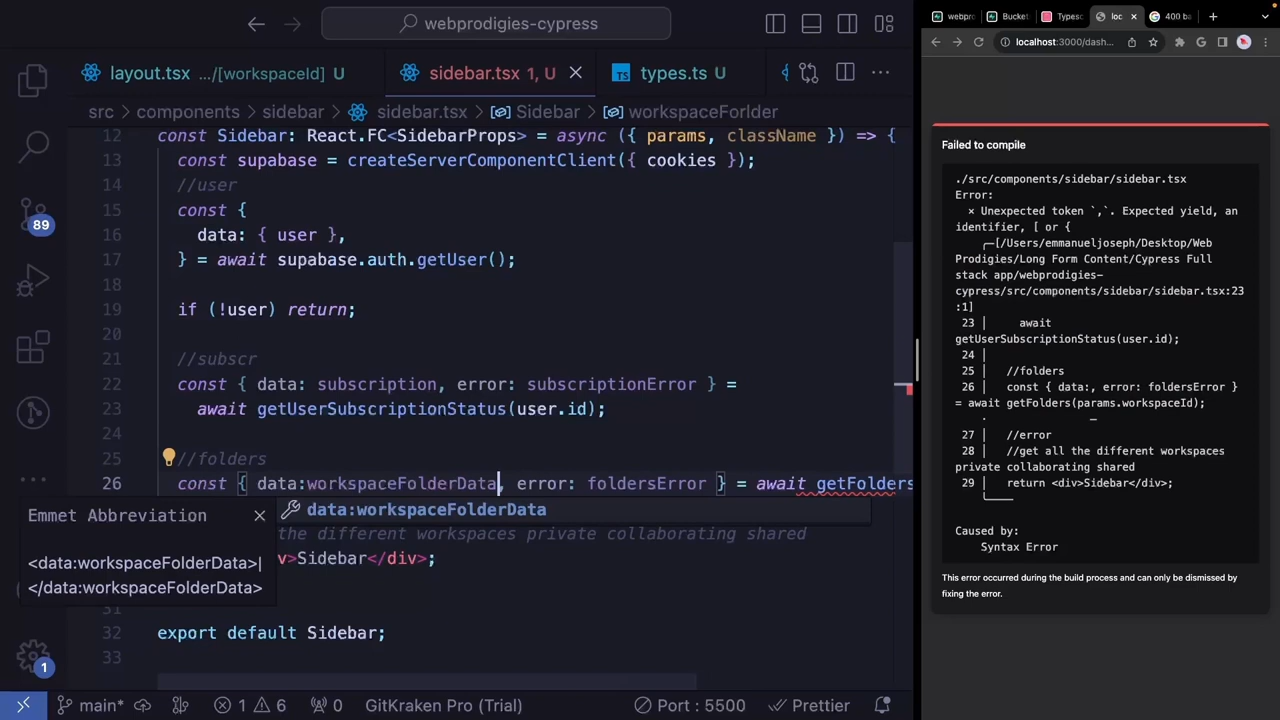 webprodigies-cypress
layout.tsx .../[workspaceId] U
sidebar.tsx 1, U
types.ts U
src > components > sidebar > sidebar.tsx > Sidebar > workspaceForlder
12 const Sidebar: React.FC<SidebarProps> = async ({ params, className }) => {
13 const supabase = createServerComponentClient({ cookies });
14 //user
15 const {
16 data: { user },
17 } = await supabase.auth.getUser();
18
19 if (!user) return;
20
21 //subscr
22 const { data: subscription, error: subscriptionError } =
23 await getUserSubscriptionStatus(user.id);
24
25 //folders
26 const { data:workspaceFolderData, error: foldersError } = await getFolders
data:workspaceFolderData
Emmet Abbreviation
<data:workspaceFolderData>|
</data:workspaceFolderData>
the different workspaces private collaborating shared
v>Sidebar</div>;
31
32 export default Sidebar;
33
89
1
main*
1 6
0
GitKraken Pro (Trial)
Port : 5500
Prettier
webpro
Bucket
Typesc
loc
400 ba
localhost:3000/dash...
Failed to compile
./src/components/sidebar/sidebar.tsx
Error:
× Unexpected token `,`. Expected yield, an
identifier, [ or {
╭─[/Users/emmanueljoseph/Desktop/Web
Prodigies/Long Form Content/Cypress Full
stack app/webprodigies-
cypress/src/components/sidebar/sidebar.tsx:23
:1]
23 │ await
getUserSubscriptionStatus(user.id);
24 │
25 │ //folders
26 │ const { data:, error: foldersError }
= await getFolders(params.workspaceId);
27 │ //error
28 │ //get all the different workspaces
private collaborating shared
29 │ return <div>Sidebar</div>;
Caused by:
Syntax Error
This error occurred during the build process and can only be dismissed by
fixing the error.